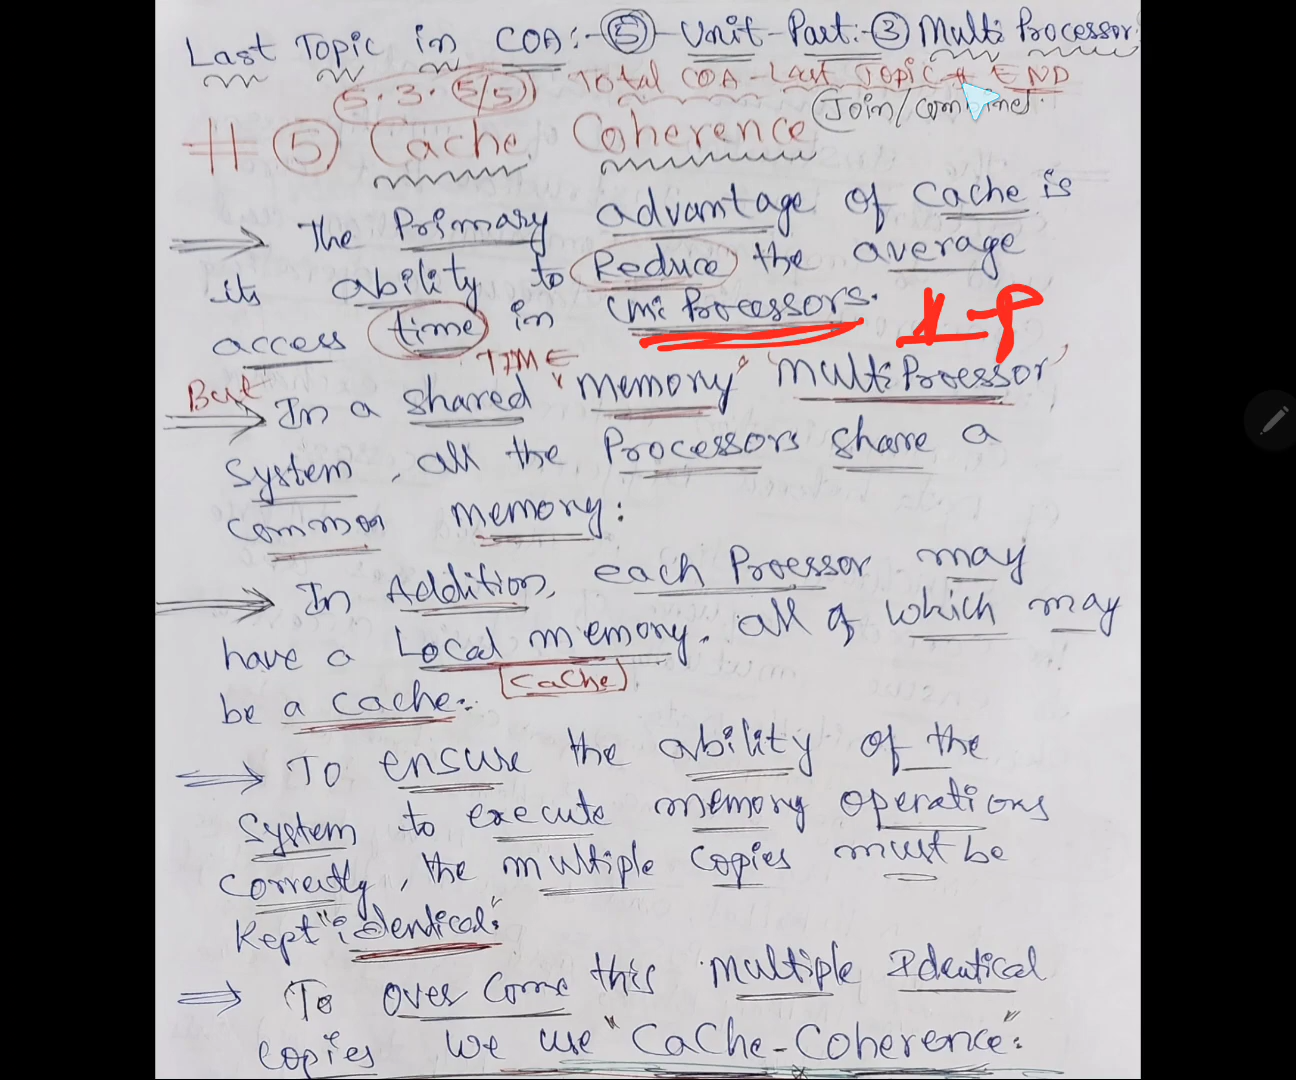 Last Topic in COA:-⑤-Unit-Part:-③ Multi Processor
5.3.(5/5) Total COA-Last Topic # END
(Join/combine).
# ⑤ Cache Coherence
⇒ The Primary advantage of Cache is
its ability to Reduce the average
access time in Uni Processors. 1-P
TIME
But
⇒ In a shared "memory" 'multiProessor'
System, all the Processors share a
common memory:
⇒ In Addition, each Proessor may
have a Local memory. all of which may
be a cache:. [Cache]
⇒ To ensure the ability of the
System to execute memory operations
correctly, the multiple copies must be
Kept "identical"
⇒ To over come this multiple Identical
copies we use "CaChe-Coherence":